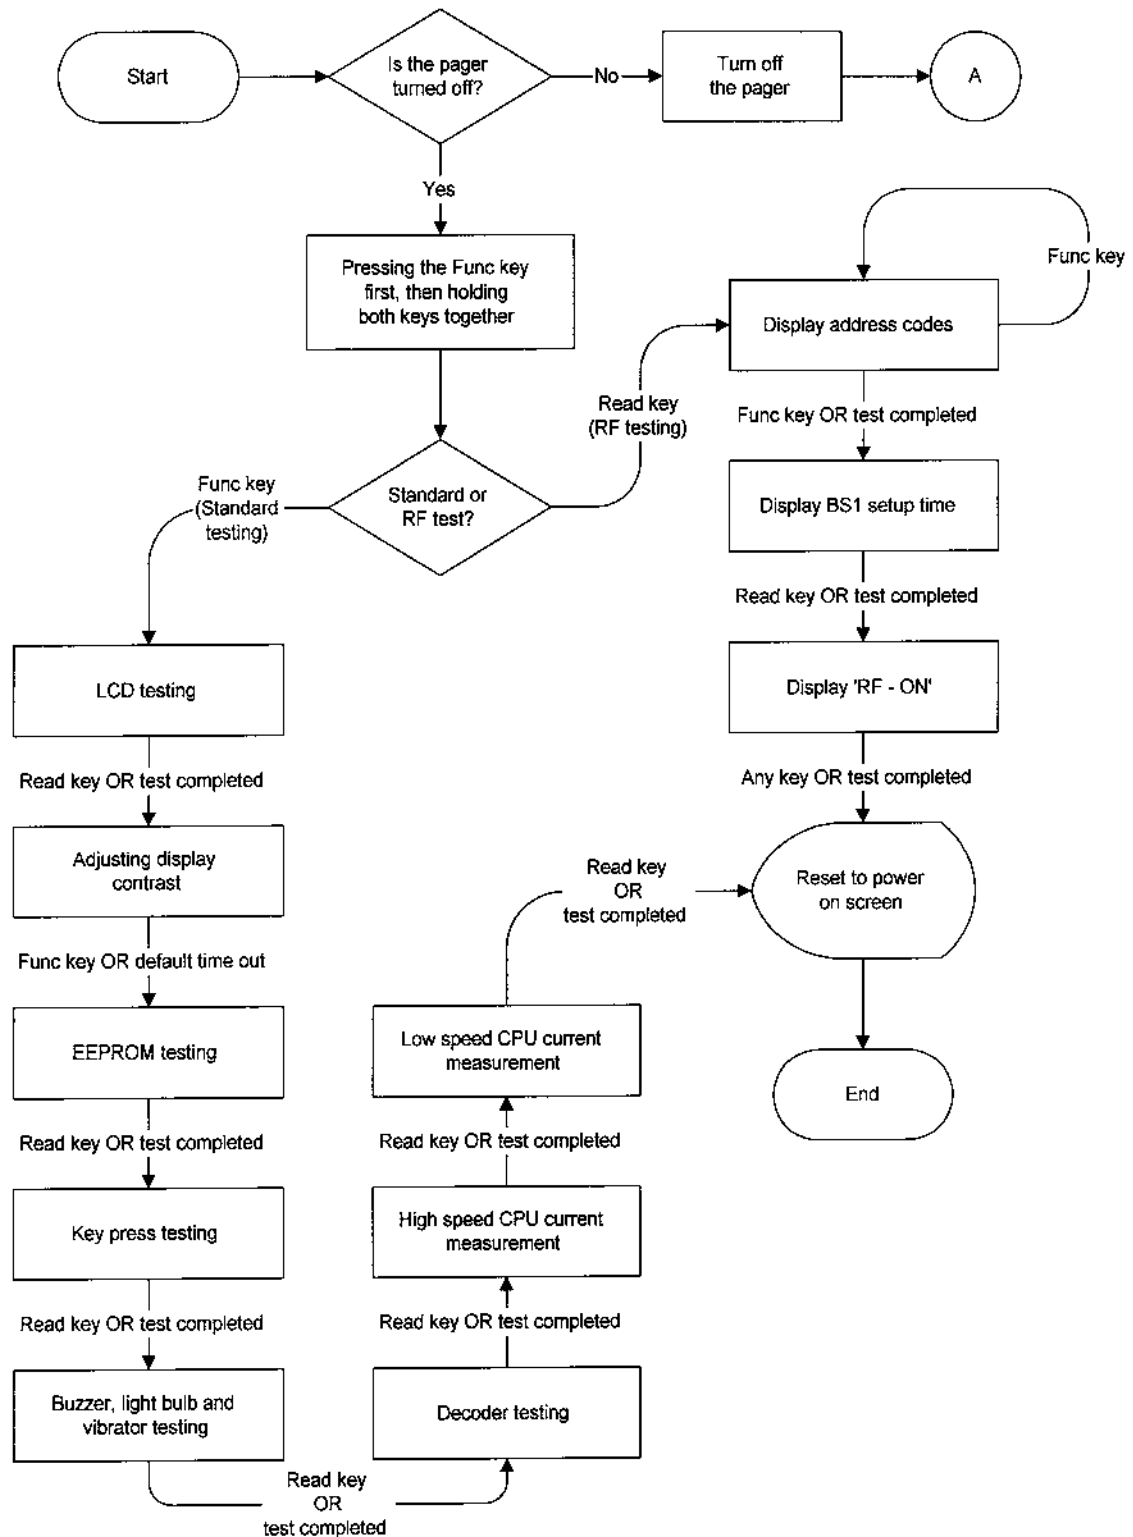 Start
Is the pager
turned off?
No
Turn off
the pager
A
Yes
Pressing the Func key
first, then holding
both keys together
Func key
Display address codes
Read key
(RF testing)
Func key OR test completed
Func key
(Standard
testing)
Standard or
RF test?
Display BS1 setup time
Read key OR test completed
LCD testing
Display 'RF - ON'
Read key OR test completed
Any key OR test completed
Adjusting display
contrast
Read key
OR
test completed
Reset to power
on screen
Func key OR default time out
EEPROM testing
Low speed CPU current
measurement
End
Read key OR test completed
Read key OR test completed
Key press testing
High speed CPU current
measurement
Read key OR test completed
Read key OR test completed
Buzzer, light bulb and
vibrator testing
Decoder testing
Read key
OR
test completed